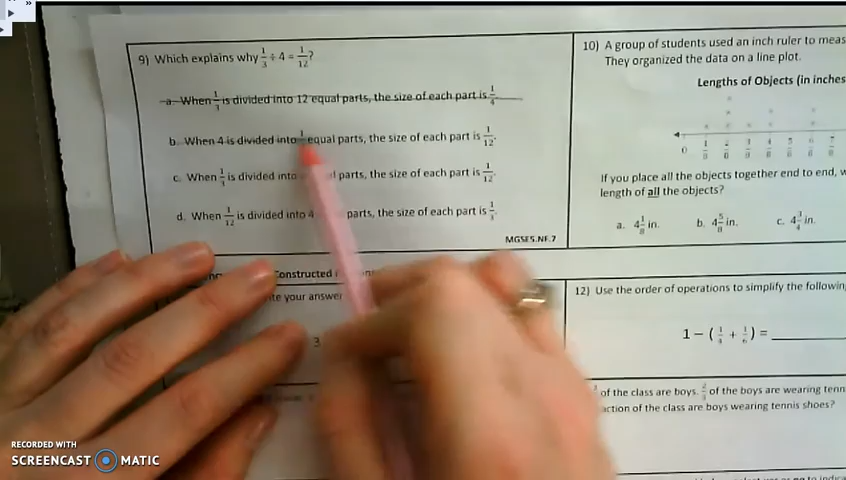 9) Which explains why 1/3 ÷ 4 = 1/12?
a. When 1/3 is divided into 12 equal parts, the size of each part is 1/4.
b. When 4 is divided into equal parts, the size of each part is 1/12.
c. When 1/3 is divided into parts, the size of each part is 1/12.
d. When 1/12 is divided into 4 parts, the size of each part is 1/3.
MGSE5.NF.7
Constructed
te your answer
3
10) A group of students used an inch ruler to meas
They organized the data on a line plot.
Lengths of Objects (in inches
0 1/8 2/8 3/8 4/8 5/8 6/8 7/8
If you place all the objects together end to end, w
length of all the objects?
a. 4 1/8 in. b. 4 5/8 in. c. 4 in.
12) Use the order of operations to simplify the followin
1 − (1/4 + 1/6) = ________
of the class are boys. of the boys are wearing tenn
action of the class are boys wearing tennis shoes?
RECORDED WITH
SCREENCAST MATIC